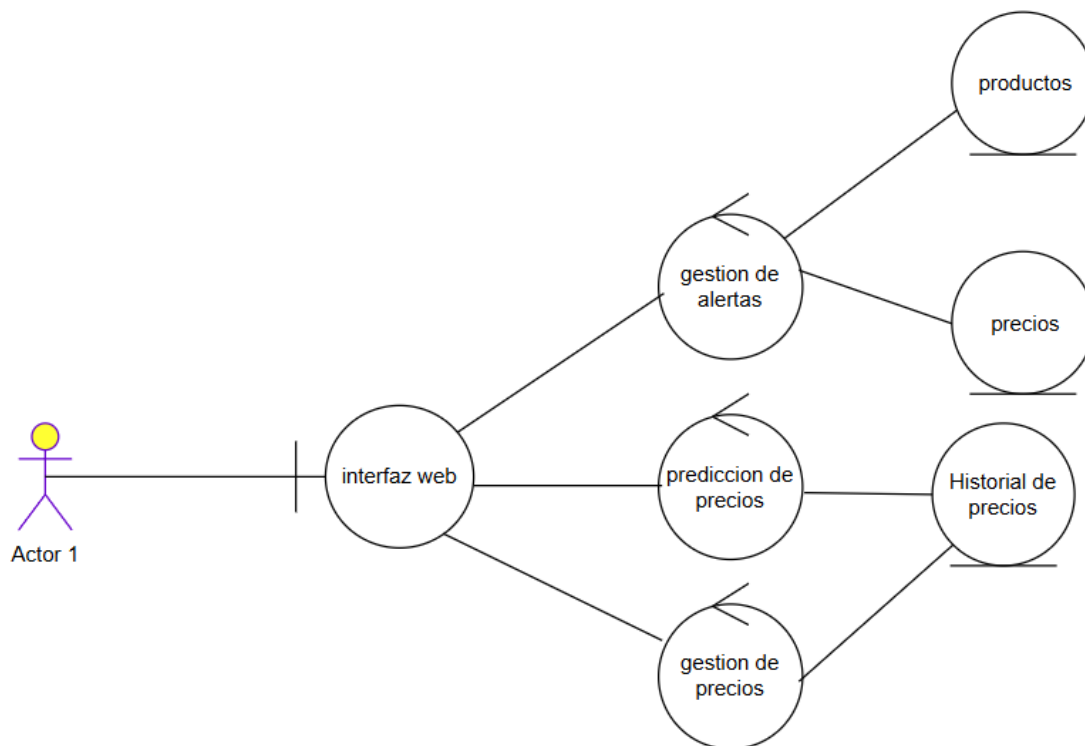 productos
gestion de
alertas
precios
interfaz web
prediccion de
precios
Historial de
precios
Actor 1
gestion de
precios